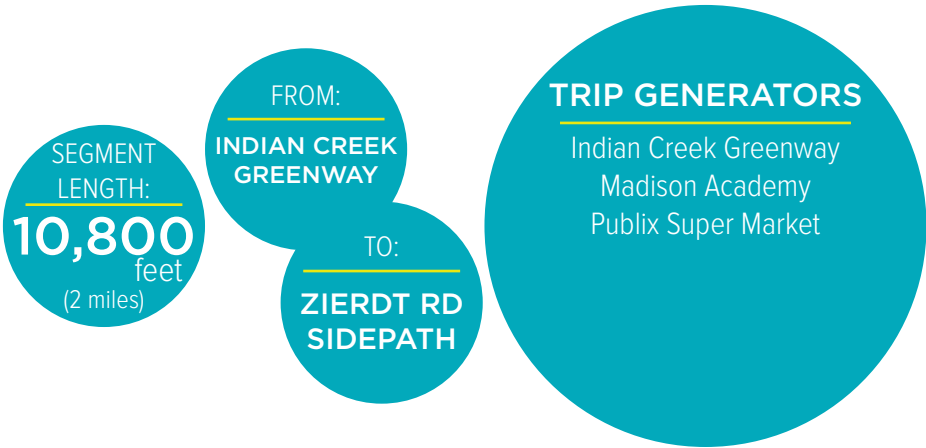 SEGMENT
LENGTH:
10,800
feet
(2 miles)
FROM:
INDIAN CREEK
GREENWAY
TO:
ZIERDT RD
SIDEPATH
TRIP GENERATORS
Indian Creek Greenway
Madison Academy
Publix Super Market